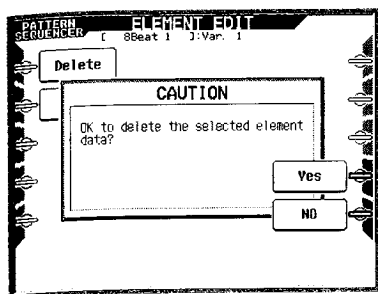 PATTERN SEQUENCER
ELEMENT EDIT
[ 8Beat 1 ]:Var. 1
Delete
CAUTION
OK to delete the selected element
data?
Yes
NO